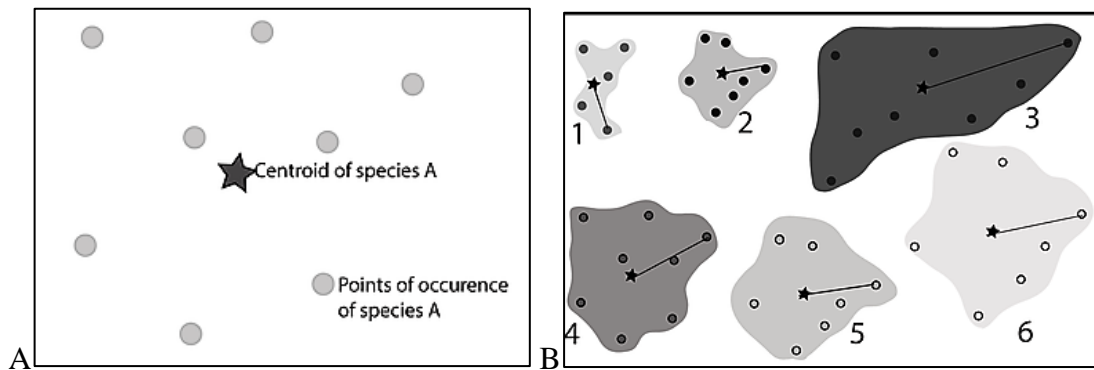 Centroid of species A
Points of occurence
of species A
A
1
2
3
4
5
6
B